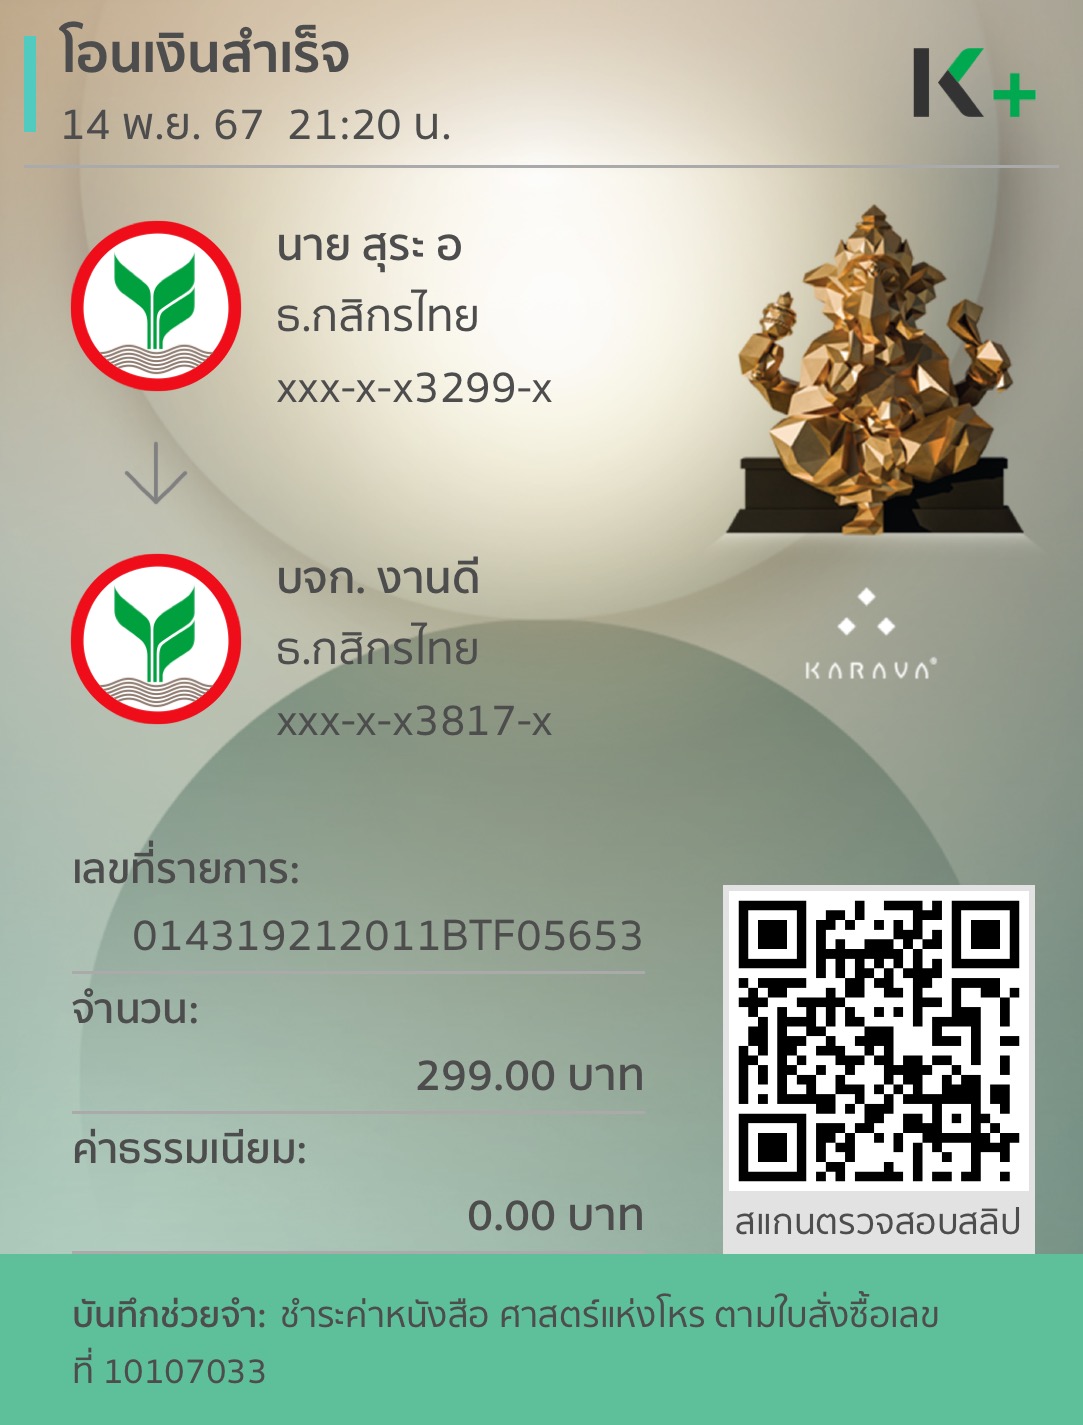 โอนเงินสำเร็จ
14 พ.ย. 67 21:20 น.
K+
นาย สุระ อ
ธ.กสิกรไทย
xxx-x-x3299-x
บจก. งานดี
ธ.กสิกรไทย
xxx-x-x3817-x
KARAVA®
เลขที่รายการ:
014319212011BTF05653
จำนวน:
299.00 บาท
ค่าธรรมเนียม:
0.00 บาท
สแกนตรวจสอบสลิป
บันทึกช่วยจำ: ชำระค่าหนังสือ ศาสตร์แห่งโหร ตามใบสั่งซื้อเลข
ที่ 10107033